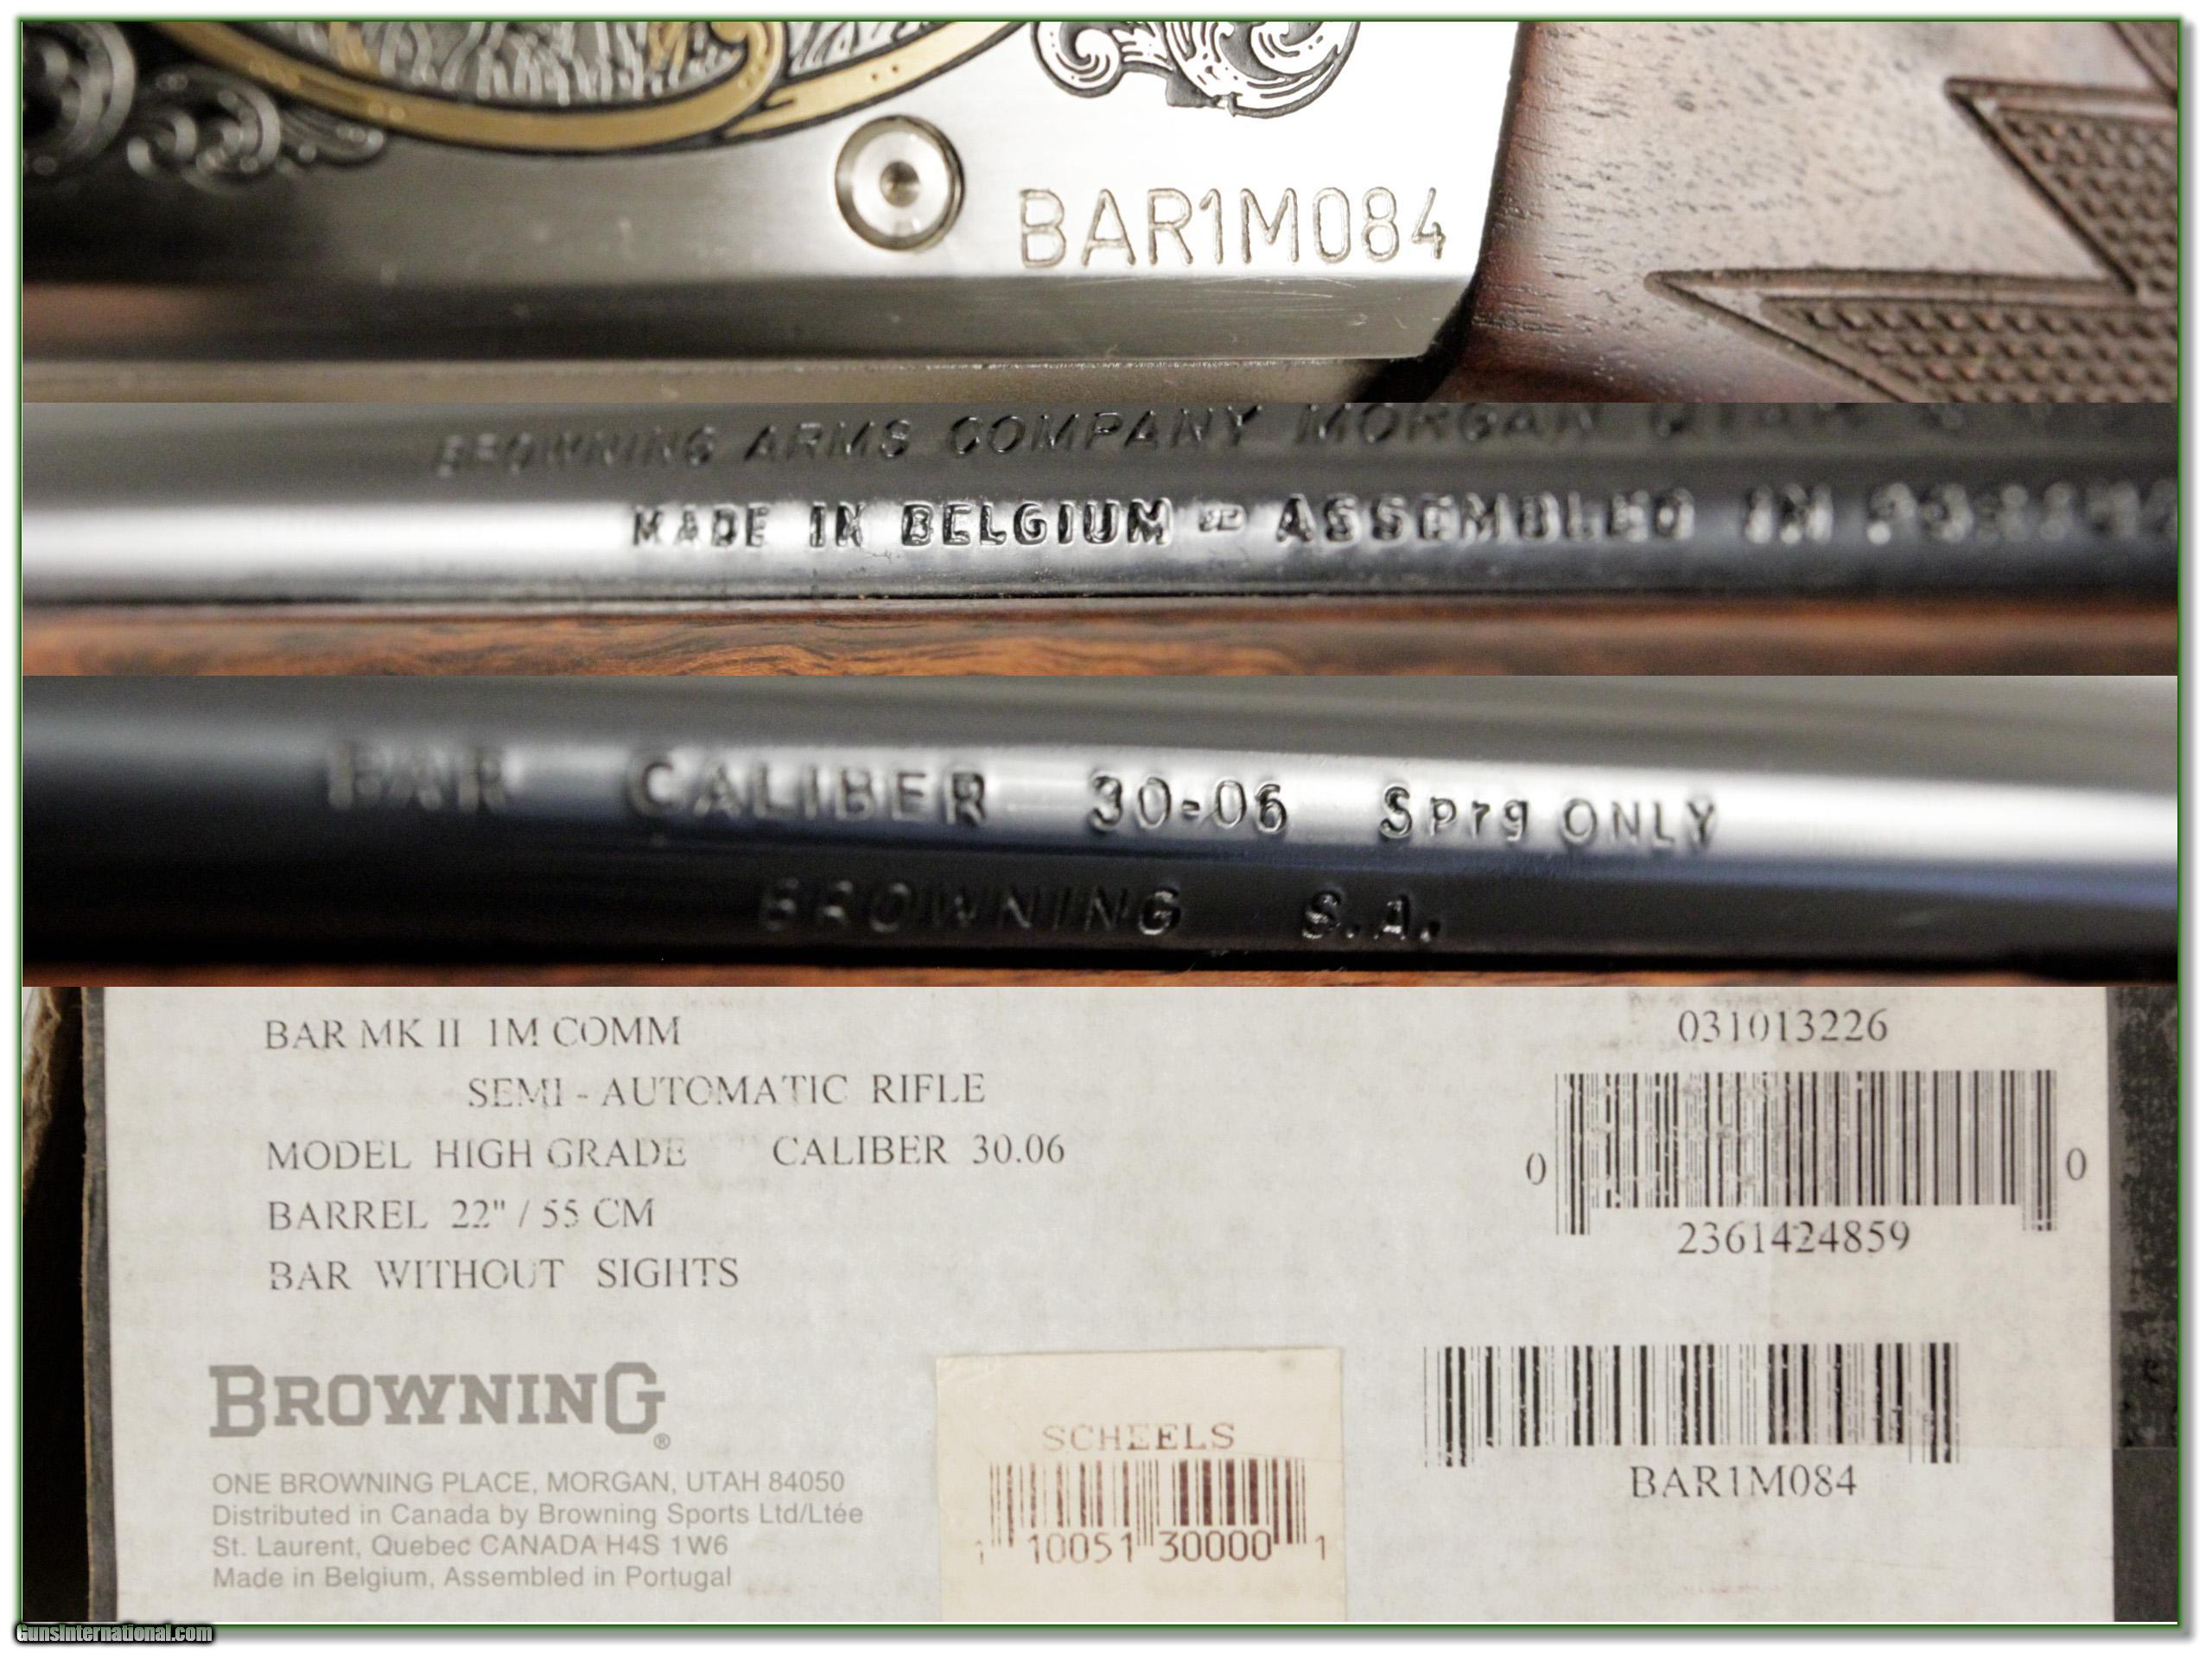 BAR1M084
BROWNING ARMS COMPANY MORGAN UTAH
MADE IN BELGIUM - ASSEMBLED IN
BAR CALIBER 30-06 Sprg ONLY
BROWNING S.A.
BAR MK II 1M COMM
SEMI - AUTOMATIC RIFLE
MODEL HIGH GRADE CALIBER 30.06
BARREL 22" / 55 CM
BAR WITHOUT SIGHTS
031013226
0 0
2361424859
BROWNING®
ONE BROWNING PLACE, MORGAN, UTAH 84050
Distributed in Canada by Browning Sports Ltd/Ltée
St. Laurent, Quebec CANADA H4S 1W6
Made in Belgium, Assembled in Portugal
SCHEELS
1 10051 30000 1
BAR1M084
GunsInternational.com